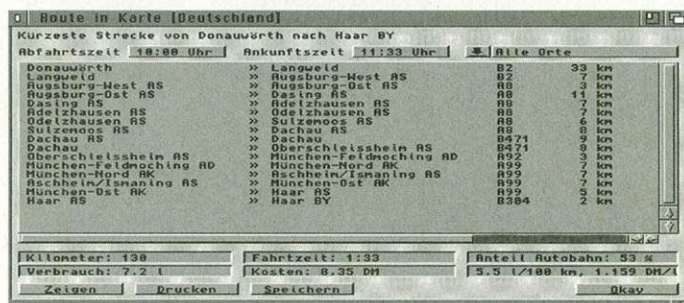 Route in Karte [Deutschland]
Kürzeste Strecke von Donauwörth nach Haar BY
Abfahrtszeit 10:00 Uhr Ankunftszeit 11:33 Uhr Alle Orte
Donauwörth » Langweid B2 33 km
Langweid » Augsburg-West AS B2 7 km
Augsburg-West AS » Augsburg-Ost AS A8 3 km
Augsburg-Ost AS » Dasing AS A8 11 km
Dasing AS » Adelzhausen AS A8 7 km
Adelzhausen AS » Odelzhausen AS A8 7 km
Odelzhausen AS » Sulzemoos AS A8 6 km
Sulzemoos AS » Dachau AS A8 8 km
Dachau AS » Dachau B471 9 km
Dachau » Oberschleissheim AS B471 8 km
Oberschleissheim AS » München-Feldmoching AD A92 3 km
München-Feldmoching AD » München-Nord AK A99 7 km
München-Nord AK » Aschheim/Ismaning AS A99 7 km
Aschheim/Ismaning AS » München-Ost AK A99 7 km
München-Ost AK » Haar AS A99 5 km
Haar AS » Haar BY B304 2 km
Kilometer: 130 Fahrtzeit: 1:33 Anteil Autobahn: 53 %
Verbrauch: 7.2 l Kosten: 8.35 DM 5.5 l/100 km, 1.159 DM/l
Zeigen Drucken Speichern Okay